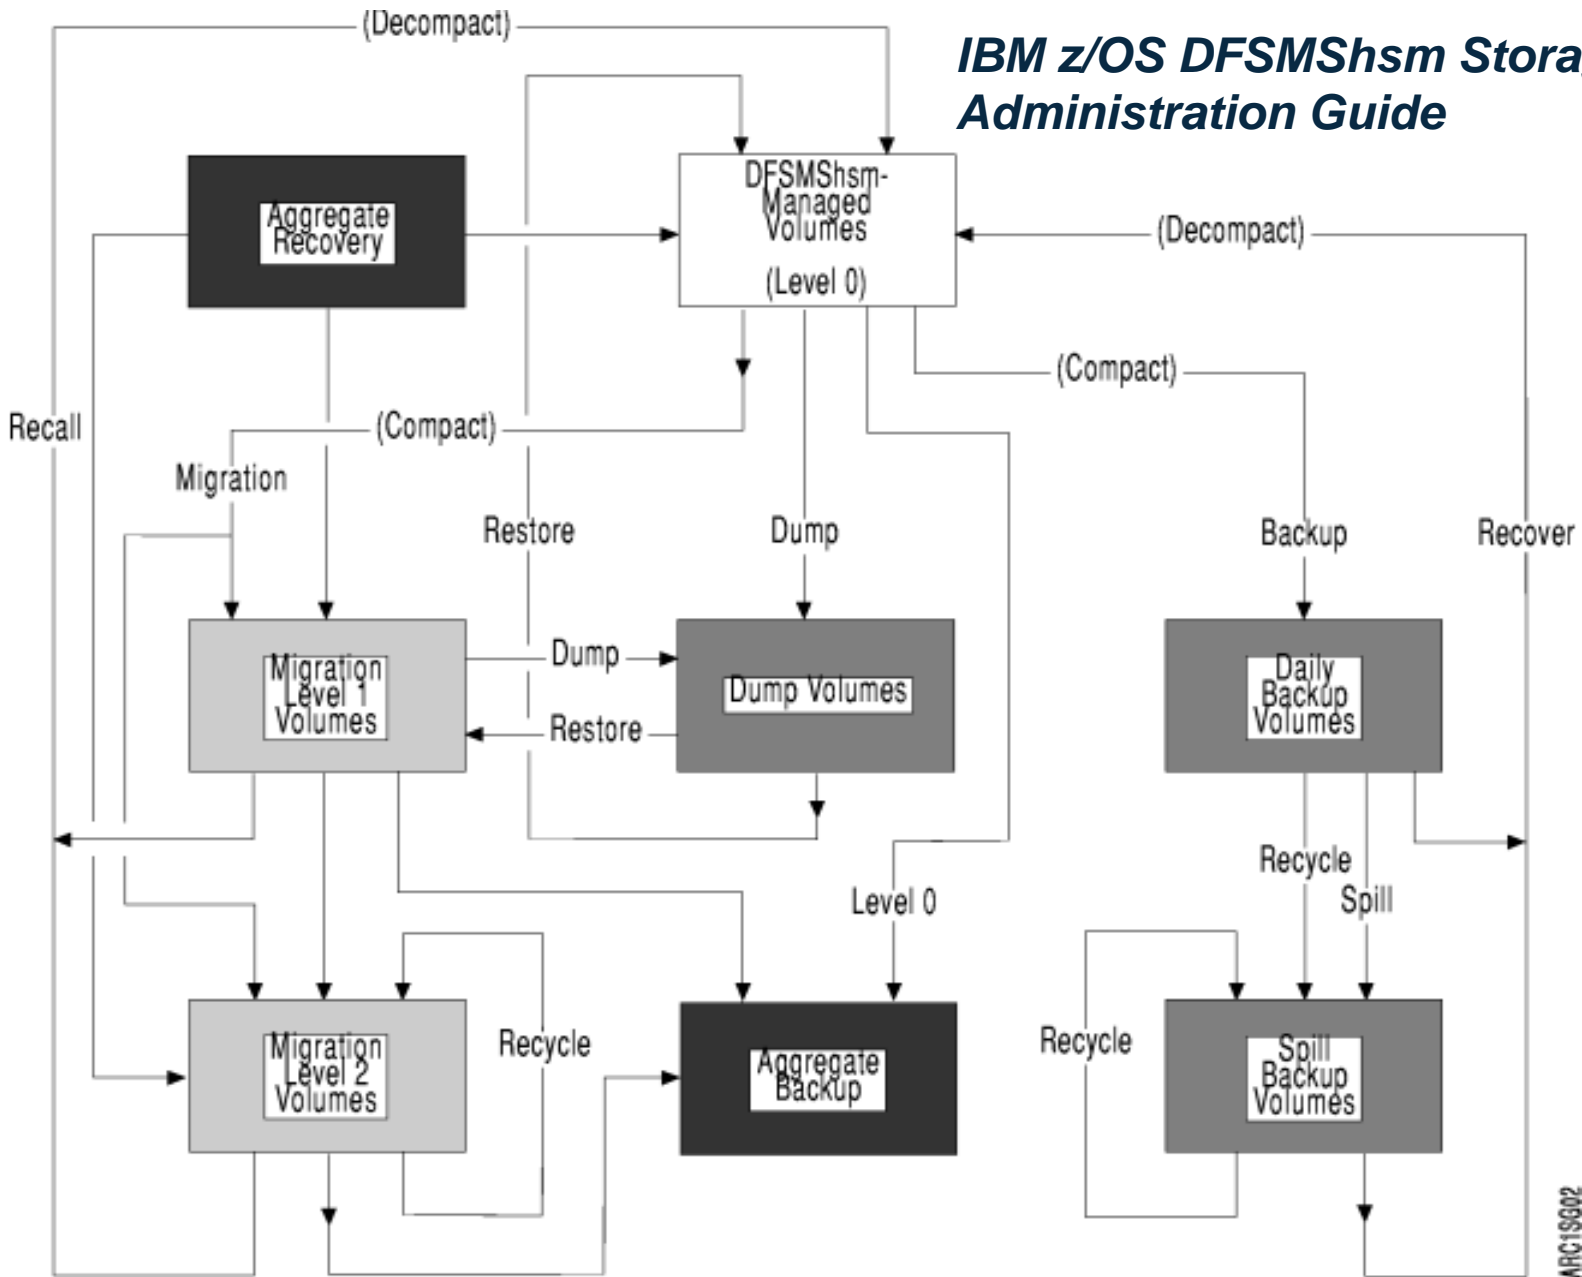 (Decompact)
IBM z/OS DFSMShsm Stora
Administration Guide
Aggregate
Recovery
DFSMShsm-
Managed
Volumes
(Level 0)
(Decompact)
(Compact)
Recall
(Compact)
Migration
Restore
Dump
Backup
Recover
Migration
Level 1
Volumes
Dump
Restore
Dump Volumes
Daily
Backup
Volumes
Recycle
Spill
Level 0
Migration
Level 2
Volumes
Recycle
Aggregate
Backup
Recycle
Spill
Backup
Volumes
ARC1SG02